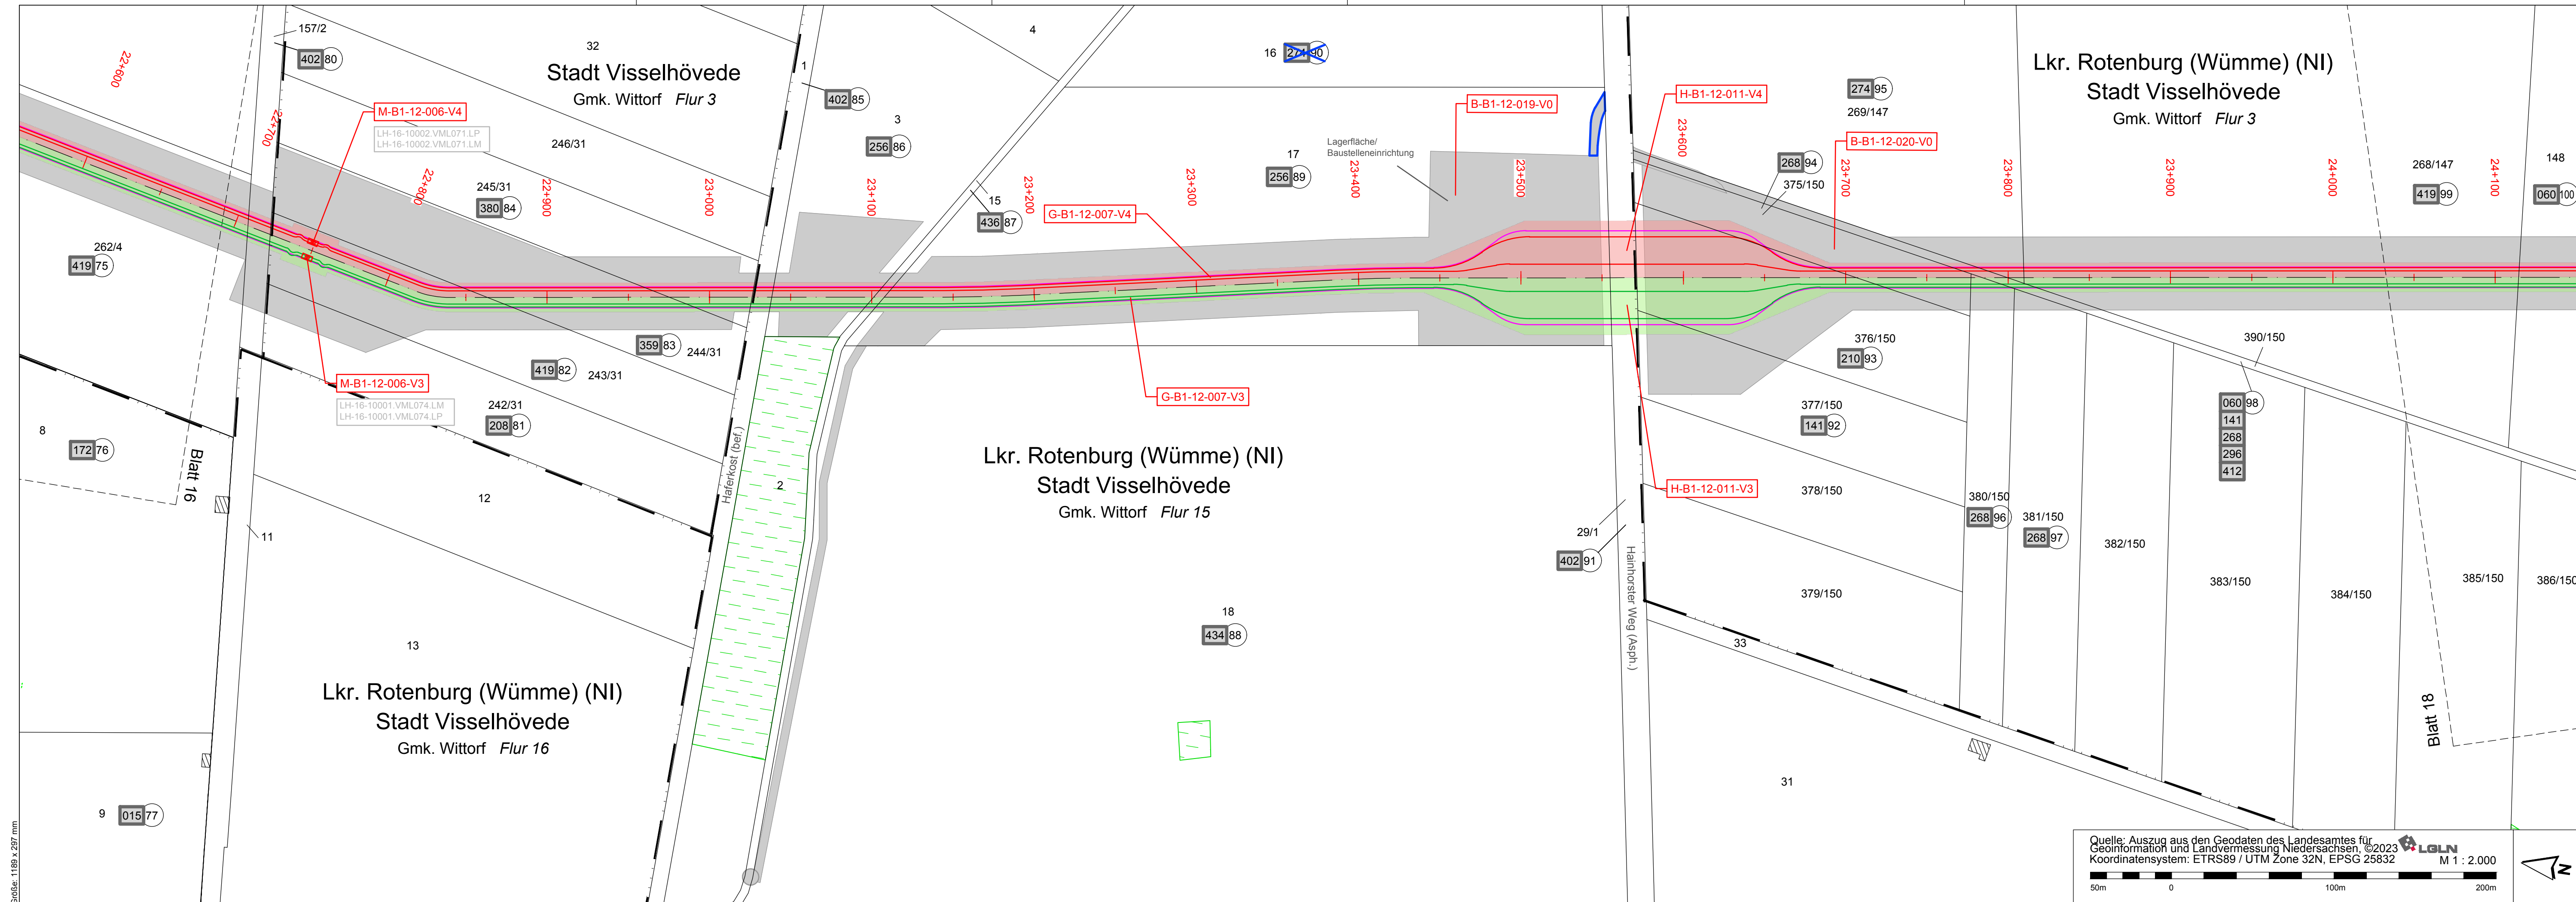 157/2
402 80
32
Stadt Visselhövede
Gmk. Wittorf Flur 3
22+600
22+700
M-B1-12-006-V4
LH-16-10002.VML071.LP
LH-16-10002.VML071.LM
246/31
245/31
380 84
22+800
22+900
23+000
1
402 85
3
256 86
4
15
436 87
23+100
23+200
16
17
256 89
Lagerfläche/
Baustelleneinrichtung
G-B1-12-007-V4
23+300
23+400
B-B1-12-019-V0
23+500
H-B1-12-011-V4
23+600
274 95
269/147
B-B1-12-020-V0
268 94
375/150
23+700
23+800
23+900
Lkr. Rotenburg (Wümme) (NI)
Stadt Visselhövede
Gmk. Wittorf Flur 3
24+000
268/147
419 99
24+100
148
060 100
262/4
419 75
8
172 76
Blatt 16
M-B1-12-006-V3
LH-16-10001.VML074.LM
LH-16-10001.VML074.LP
359 83
244/31
419 82
243/31
242/31
208 81
12
11
13
Haferkost (bef.)
2
G-B1-12-007-V3
Lkr. Rotenburg (Wümme) (NI)
Stadt Visselhövede
Gmk. Wittorf Flur 15
18
434 88
H-B1-12-011-V3
29/1
402 91
Hainhorster Weg (Asph.)
376/150
210 93
377/150
141 92
378/150
379/150
380/150
268 96
381/150
268 97
382/150
383/150
384/150
385/150
386/150
390/150
060 98
141
268
296
412
33
31
Blatt 18
Lkr. Rotenburg (Wümme) (NI)
Stadt Visselhövede
Gmk. Wittorf Flur 16
9
015 77
Größe: 1189 x 297 mm
Quelle: Auszug aus den Geodaten des Landesamtes für
Geoinformation und Landvermessung Niedersachsen, ©2023
LGLN
Koordinatensystem: ETRS89 / UTM Zone 32N, EPSG 25832
M 1 : 2.000
50m 0 100m 200m
N